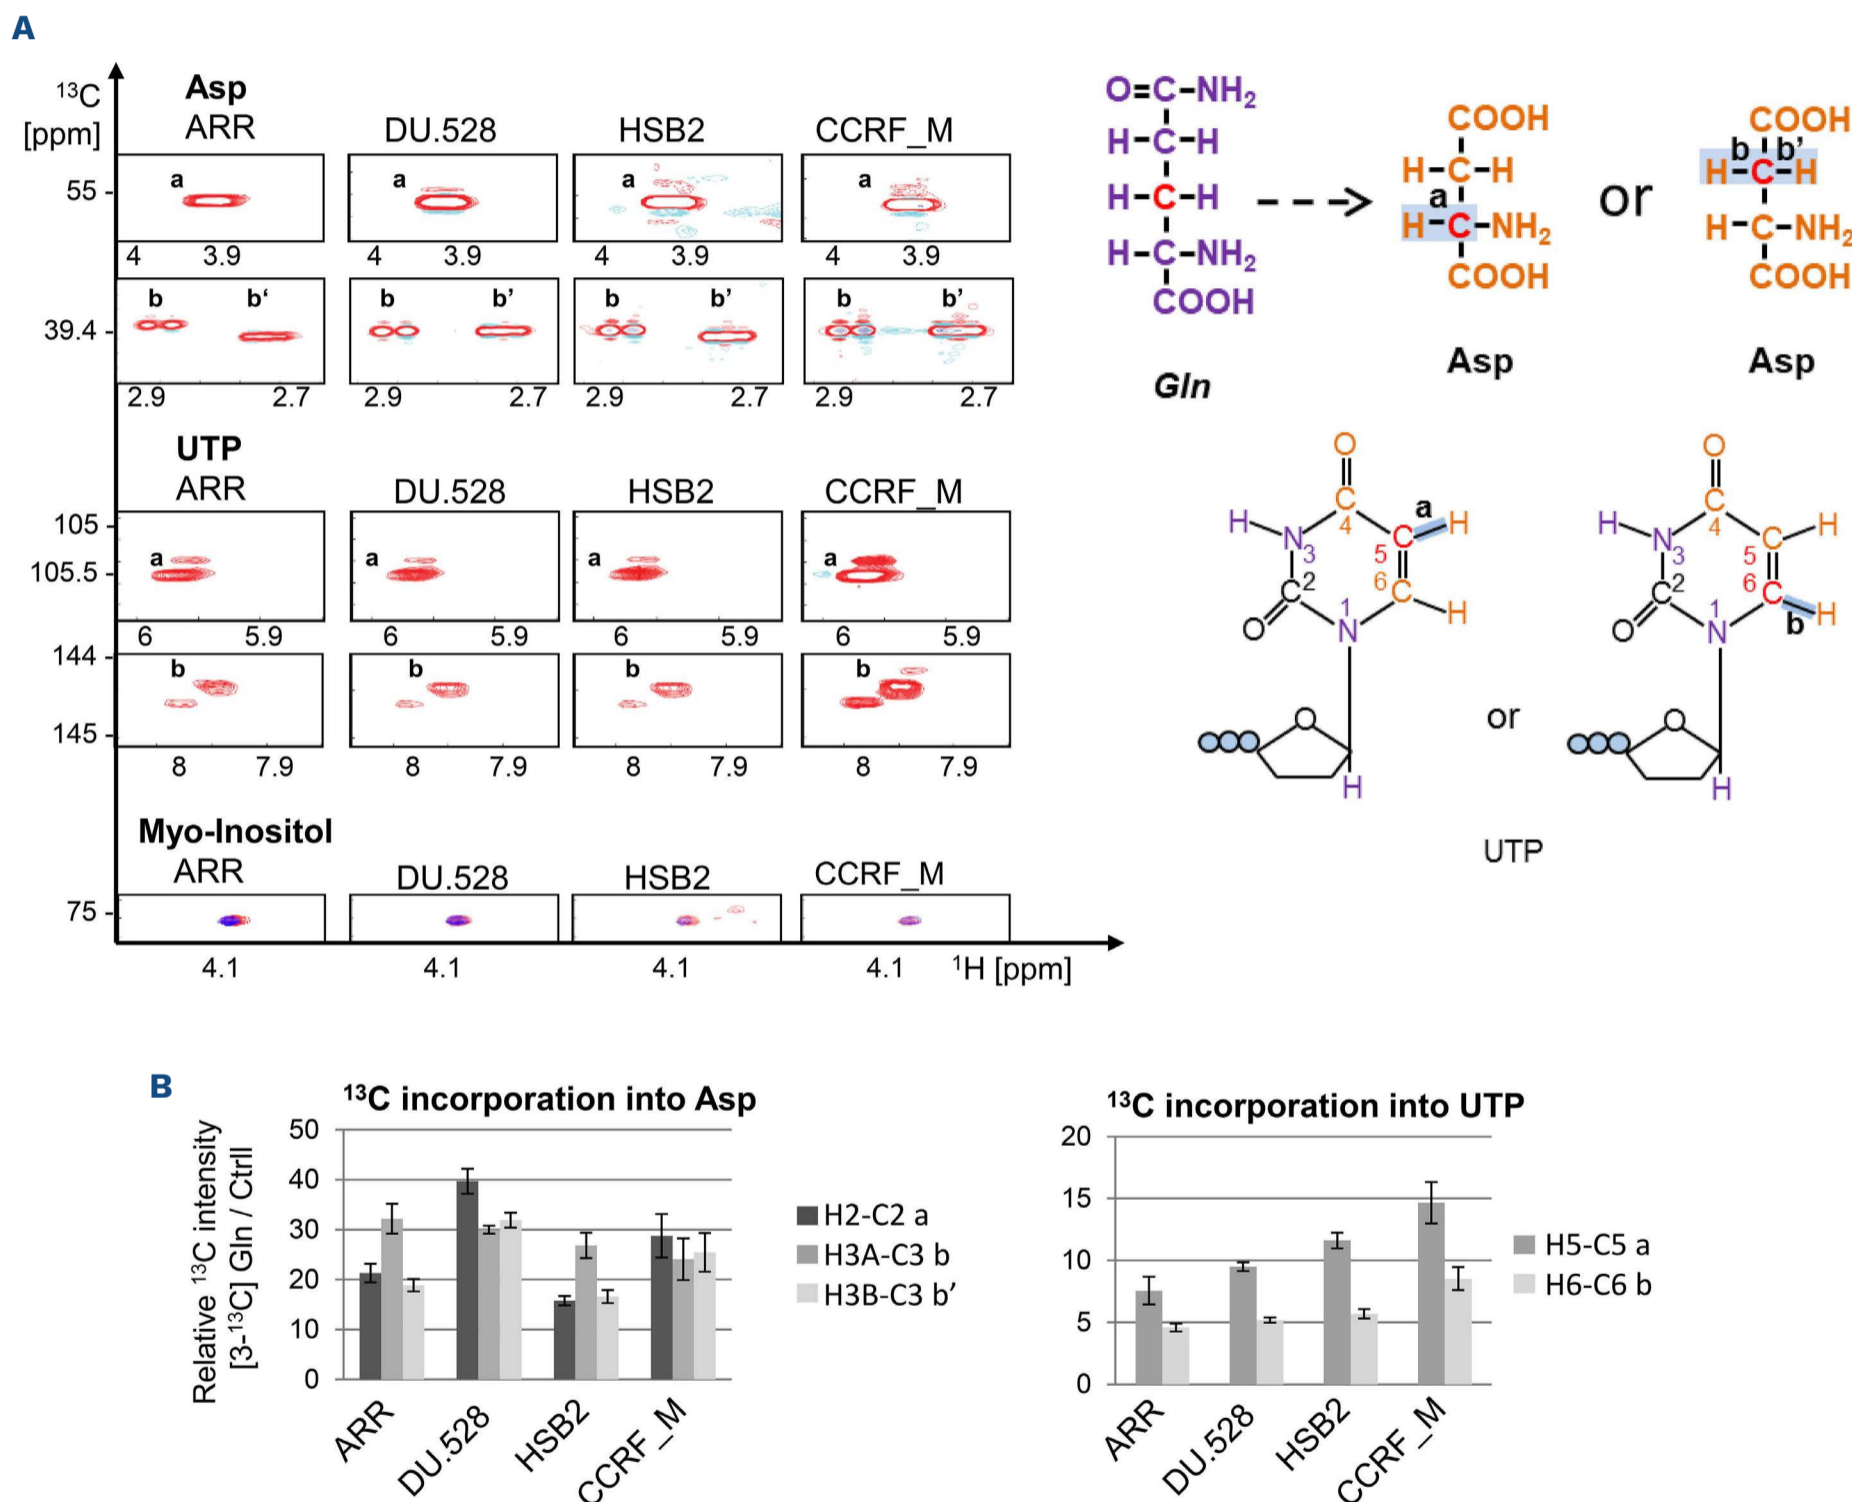 A
¹³C
[ppm]
Asp
ARR
DU.528
HSB2
CCRF_M
55
a
a
a
a
4 3.9
4 3.9
4 3.9
4 3.9
39.4
b b‘
b b’
b b’
b b’
2.9 2.7
2.9 2.7
2.9 2.7
2.9 2.7
UTP
ARR
DU.528
HSB2
CCRF_M
105
105.5
a
a
a
a
6 5.9
6 5.9
6 5.9
6 5.9
144
145
b
b
b
b
8 7.9
8 7.9
8 7.9
8 7.9
Myo-Inositol
ARR
DU.528
HSB2
CCRF_M
75
4.1
4.1
4.1
4.1
¹H [ppm]
O=C–NH₂
H–C–H
H–C–H
H–C–NH₂
COOH
Gln
COOH
H–C–H
a
H–C–NH₂
COOH
Asp
or
COOH
b b’
H–C–H
H–C–NH₂
COOH
Asp
O
C
4
a
H
H
N
3
C
5
C
2
C
6
O
N
1
H
O
H
or
O
C
4
H
H
N
3
C
5
C
2
C
6
O
N
1
H
b
O
H
UTP
B
¹³C incorporation into Asp
Relative ¹³C intensity
[3-¹³C] Gln / Ctrll
50
40
30
20
10
0
ARR
DU.528
HSB2
CCRF_M
H2-C2 a
H3A-C3 b
H3B-C3 b’
¹³C incorporation into UTP
20
15
10
5
0
ARR
DU.528
HSB2
CCRF_M
H5-C5 a
H6-C6 b